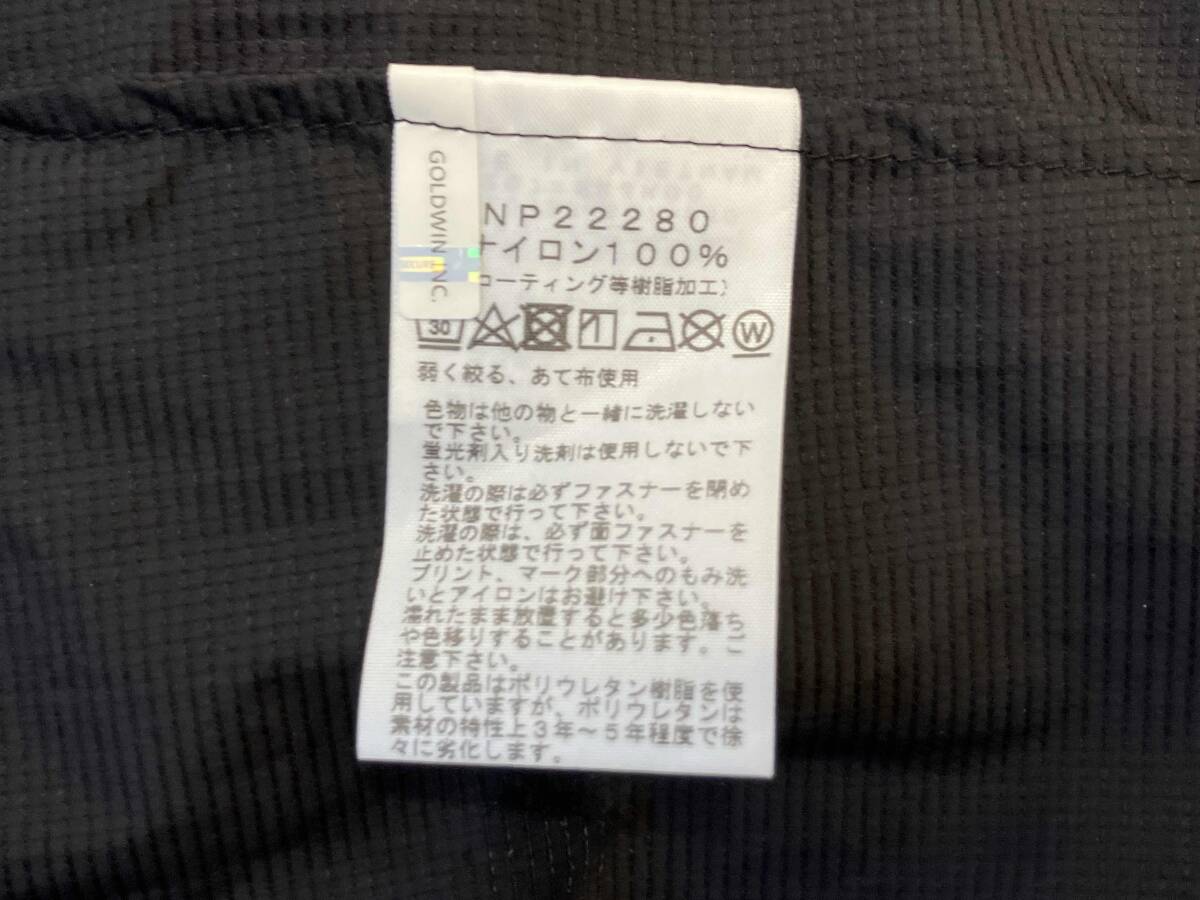 GOLDWIN INC.
SECURE
NP22280
ナイロン100%
コーティング等樹脂加工)
30
W
弱く絞る、あて布使用
色物は他の物と一緒に洗濯しない
で下さい。
蛍光剤入り洗剤は使用しないで下
さい。
洗濯の際は必ずファスナーを閉め
た状態で行って下さい。
洗濯の際は、必ず面ファスナーを
止めた状態で行って下さい。
プリント、マーク部分へのもみ洗
いとアイロンはお避け下さい。
濡れたまま放置すると多少色落ち
や色移りすることがあります。ご
注意下さい。
この製品はポリウレタン樹脂を使
用していますが、ポリウレタンは
素材の特性上3年～5年程度で徐
々に劣化します。